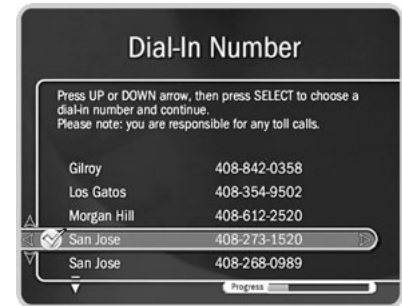 Dial-In Number
Press UP or DOWN arrow, then press SELECT to choose a
dial-in number and continue.
Please note: you are responsible for any toll calls.
Gilroy 408-842-0358
Los Gatos 408-354-9502
Morgan Hill 408-612-2520
San Jose 408-273-1520
San Jose 408-268-0989
Progress